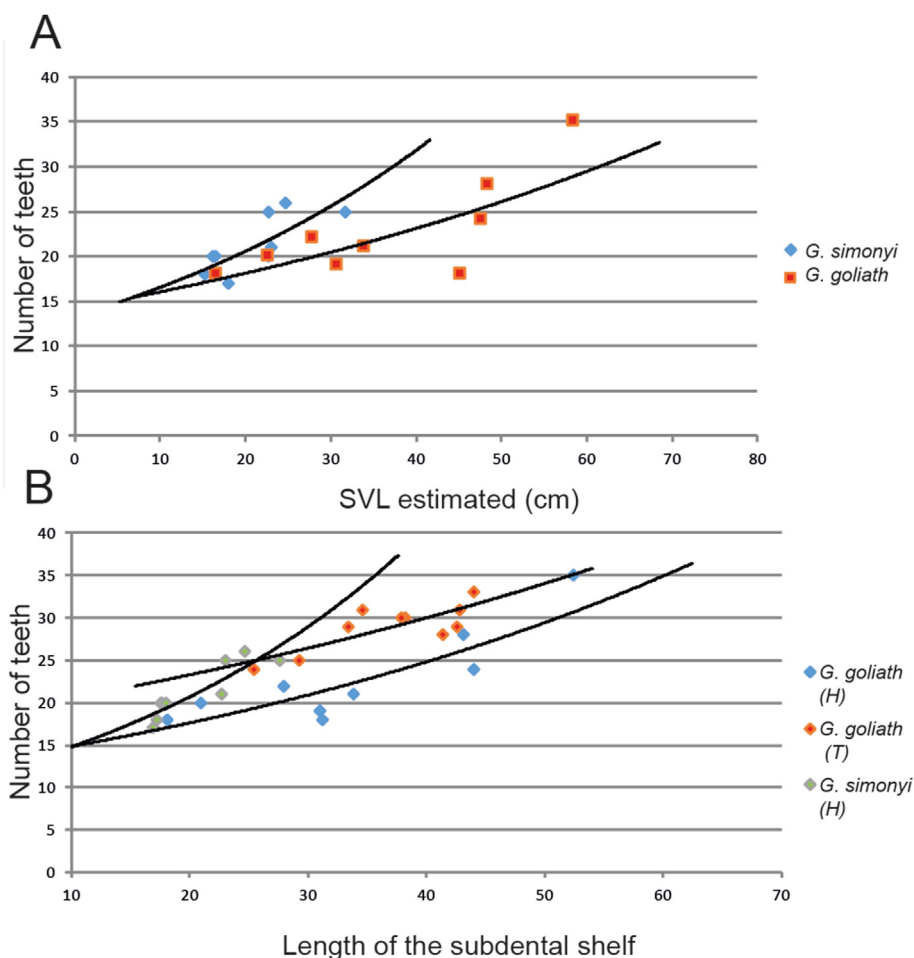 A
40
35
30
25
20
15
10
5
0
Number of teeth
0 10 20 30 40 50 60 70 80
SVL estimated (cm)
G. simonyi
G. goliath
B
40
35
30
25
20
15
10
5
0
Number of teeth
10 20 30 40 50 60 70
Length of the subdental shelf
G. goliath
(H)
G. goliath
(T)
G. simonyi
(H)